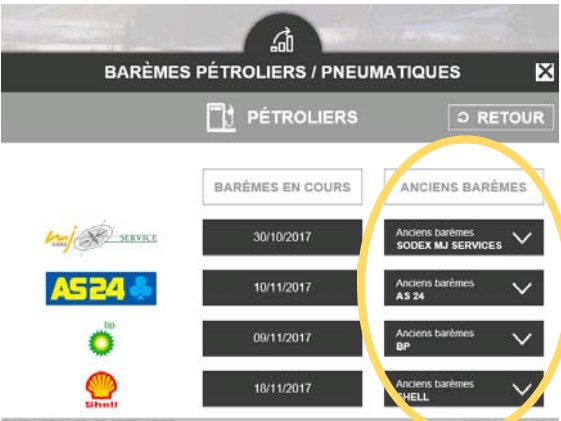 BARÈMES PÉTROLIERS / PNEUMATIQUES
PÉTROLIERS
RETOUR
BARÈMES EN COURS
ANCIENS BARÈMES
SERVICE
30/10/2017
Anciens barèmes
SODEX MJ SERVICES
AS24
10/11/2017
Anciens barèmes
AS 24
bp
09/11/2017
Anciens barèmes
BP
Shell
18/11/2017
Anciens barèmes
SHELL